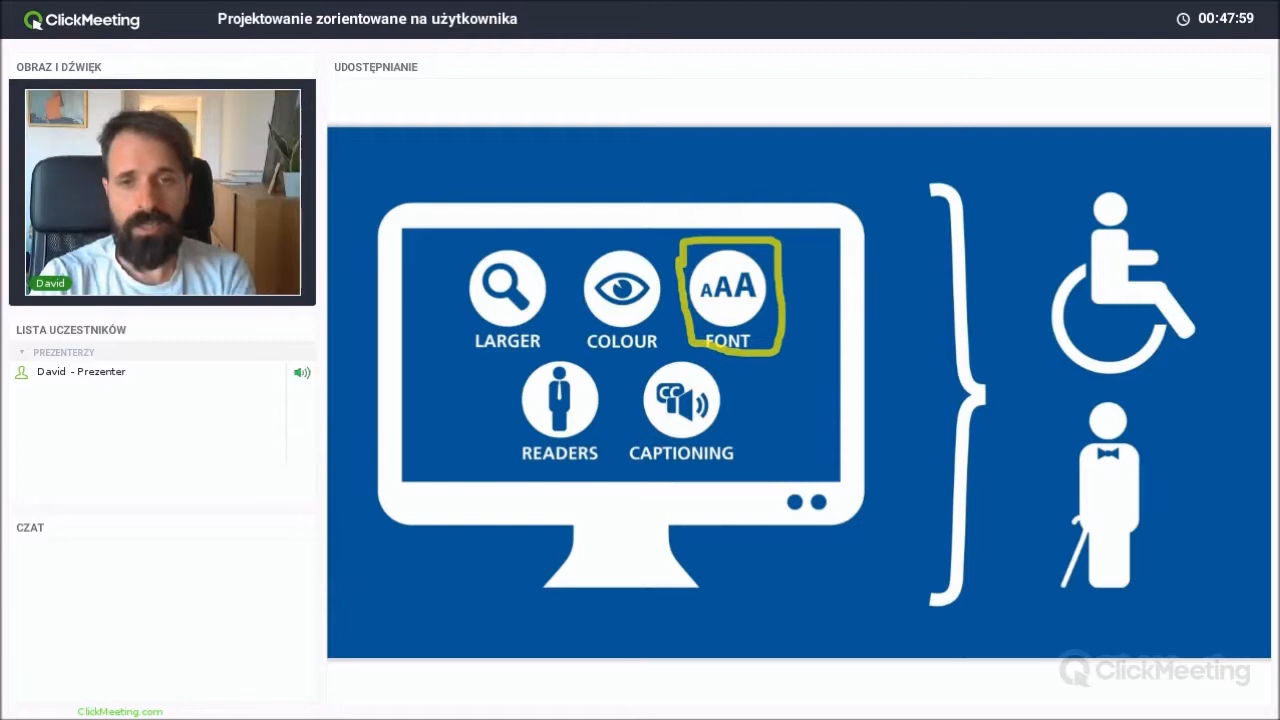 ClickMeeting
Projektowanie zorientowane na użytkownika
00:47:59
OBRAZ I DŹWIĘK
UDOSTĘPNIANIE
David
LISTA UCZESTNIKÓW
PREZENTERZY
David - Prezenter
CZAT
ClickMeeting.com
AAA
LARGER
COLOUR
FONT
CC
READERS
CAPTIONING
ClickMeeting